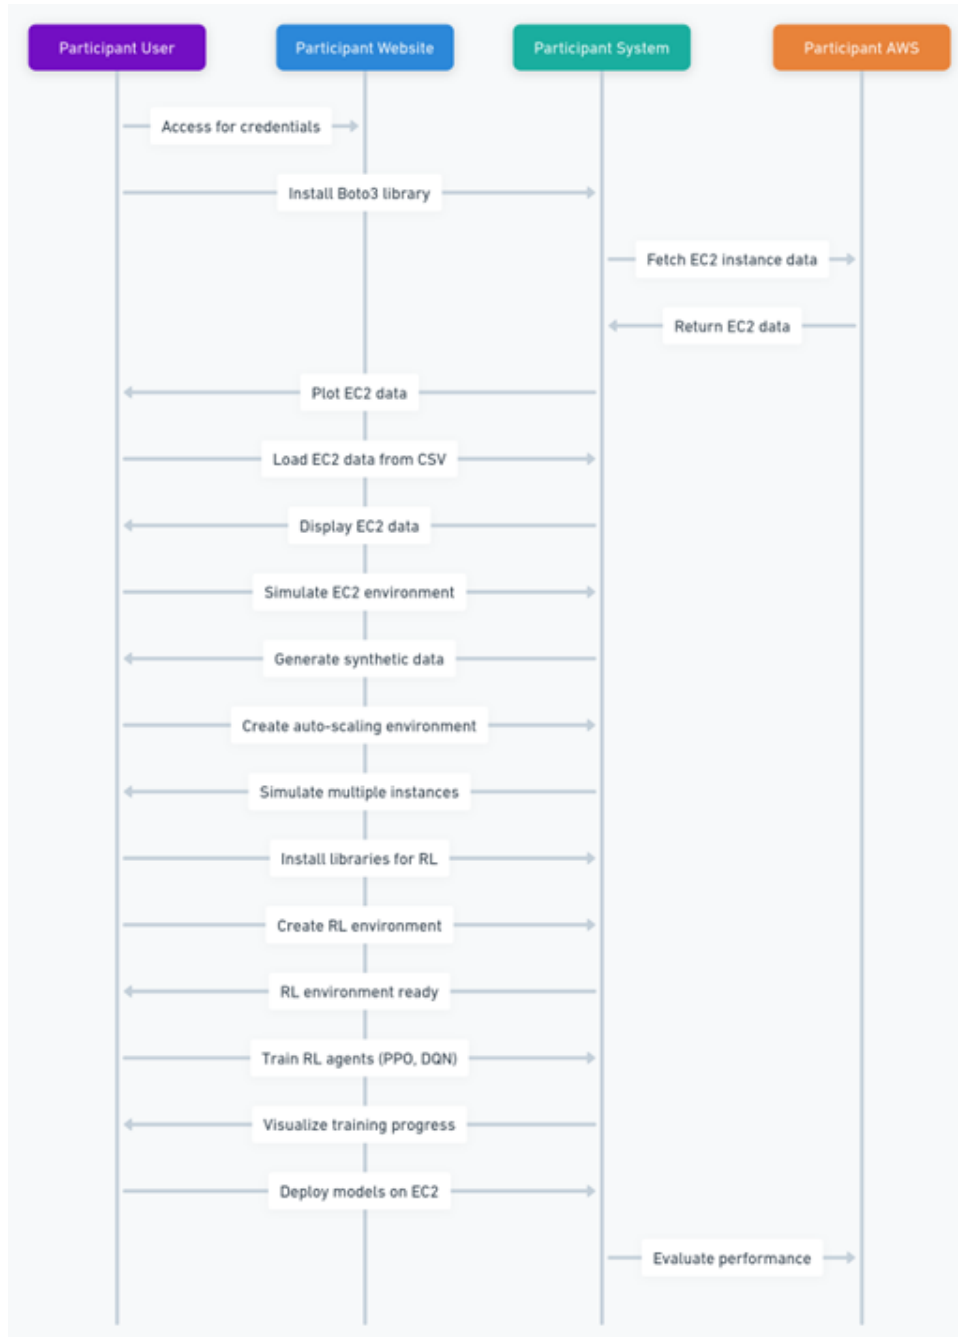 Participant User
Participant Website
Participant System
Participant AWS
Access for credentials
Install Boto3 library
Fetch EC2 instance data
Return EC2 data
Plot EC2 data
Load EC2 data from CSV
Display EC2 data
Simulate EC2 environment
Generate synthetic data
Create auto-scaling environment
Simulate multiple instances
Install libraries for RL
Create RL environment
RL environment ready
Train RL agents (PPO, DQN)
Visualize training progress
Deploy models on EC2
Evaluate performance